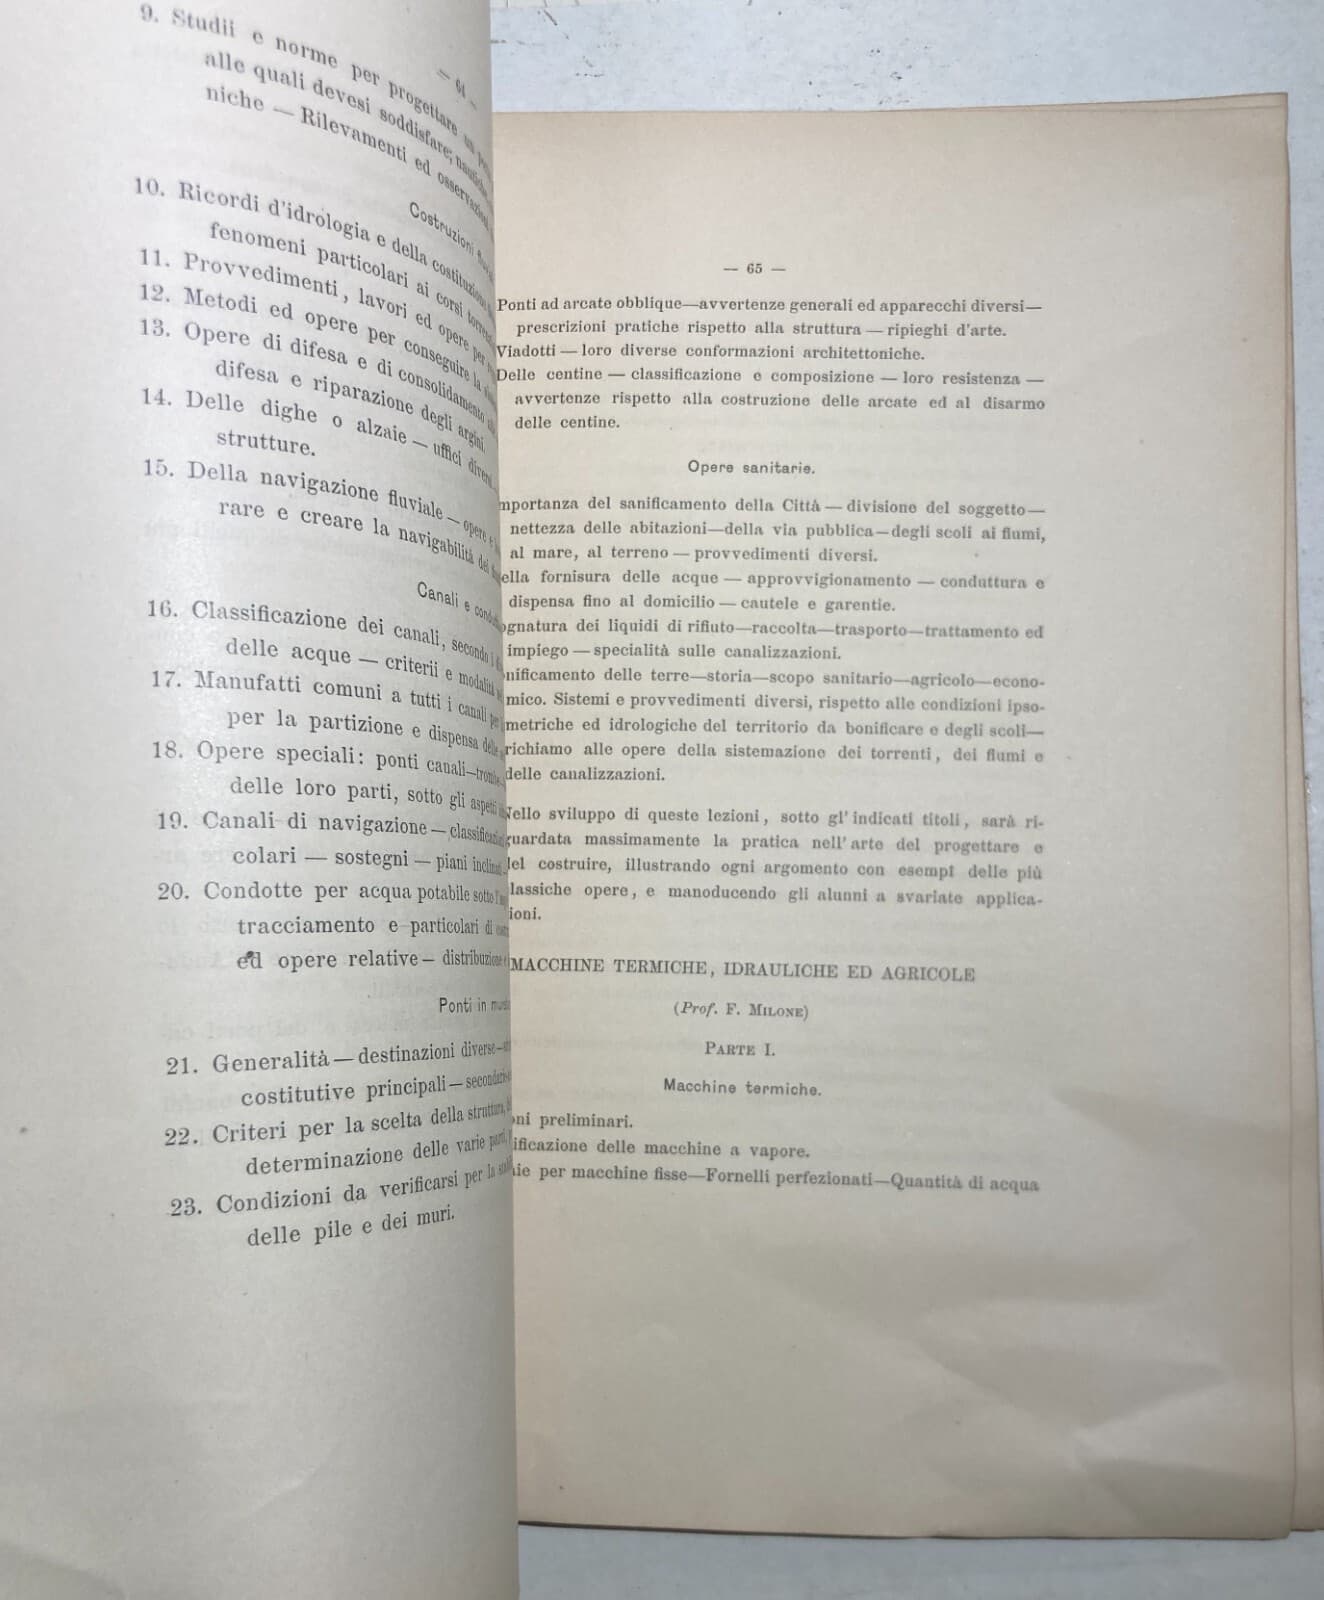 — 64 —
9. Studii e norme per progettare un
alle quali devesi soddisfare; nautiche
niche — Rilevamenti ed osservazioni
Costruzioni
10. Ricordi d'idrologia e della costituzione
fenomeni particolari ai corsi
11. Provvedimenti, lavori ed opere per
12. Metodi ed opere per conseguire la
13. Opere di difesa e di consolidamento
difesa e riparazione degli argini.
14. Delle dighe o alzaie — uffici diversi
strutture.
15. Della navigazione fluviale — opere e
rare e creare la navigabilità dei
Canali e
16. Classificazione dei canali, secondo i
delle acque — criterii e modalità
17. Manufatti comuni a tutti i canali per
per la partizione e dispensa delle
18. Opere speciali: ponti canali—trombe
delle loro parti, sotto gli aspetti
19. Canali di navigazione — classificazioni
colari — sostegni — piani inclinati
20. Condotte per acqua potabile sotto
tracciamento e particolari di
ed opere relative — distribuzione
Ponti in
21. Generalità — destinazioni diverse—
costitutive principali — secondarie
22. Criteri per la scelta della struttura,
determinazione delle varie parti,
23. Condizioni da verificarsi per la
delle pile e dei muri.
— 65 —
Ponti ad arcate obblique—avvertenze generali ed apparecchi diversi—
prescrizioni pratiche rispetto alla struttura — ripieghi d'arte.
Viadotti — loro diverse conformazioni architettoniche.
Delle centine — classificazione e composizione — loro resistenza —
avvertenze rispetto alla costruzione delle arcate ed al disarmo
delle centine.
Opere sanitarie.
mportanza del sanificamento della Città — divisione del soggetto —
nettezza delle abitazioni—della via pubblica—degli scoli ai fiumi,
al mare, al terreno — provvedimenti diversi.
ella fornisura delle acque — approvvigionamento — conduttura e
dispensa fino al domicilio — cautele e garentie.
ognatura dei liquidi di rifiuto—raccolta—trasporto—trattamento ed
impiego — specialità sulle canalizzazioni.
nificamento delle terre—storia—scopo sanitario—agricolo—econo-
mico. Sistemi e provvedimenti diversi, rispetto alle condizioni ipso-
metriche ed idrologiche del territorio da bonificare e degli scoli—
richiamo alle opere della sistemazione dei torrenti, dei fiumi e
delle canalizzazioni.
Nello sviluppo di queste lezioni, sotto gl'indicati titoli, sarà ri-
guardata massimamente la pratica nell'arte del progettare e
del costruire, illustrando ogni argomento con esempi delle più
classiche opere, e manoducendo gli alunni a svariate applica-
ioni.
MACCHINE TERMICHE, IDRAULICHE ED AGRICOLE
(Prof. F. MILONE)
PARTE I.
Macchine termiche.
ni preliminari.
ificazione delle macchine a vapore.
ie per macchine fisse—Fornelli perfezionati—Quantità di acqua